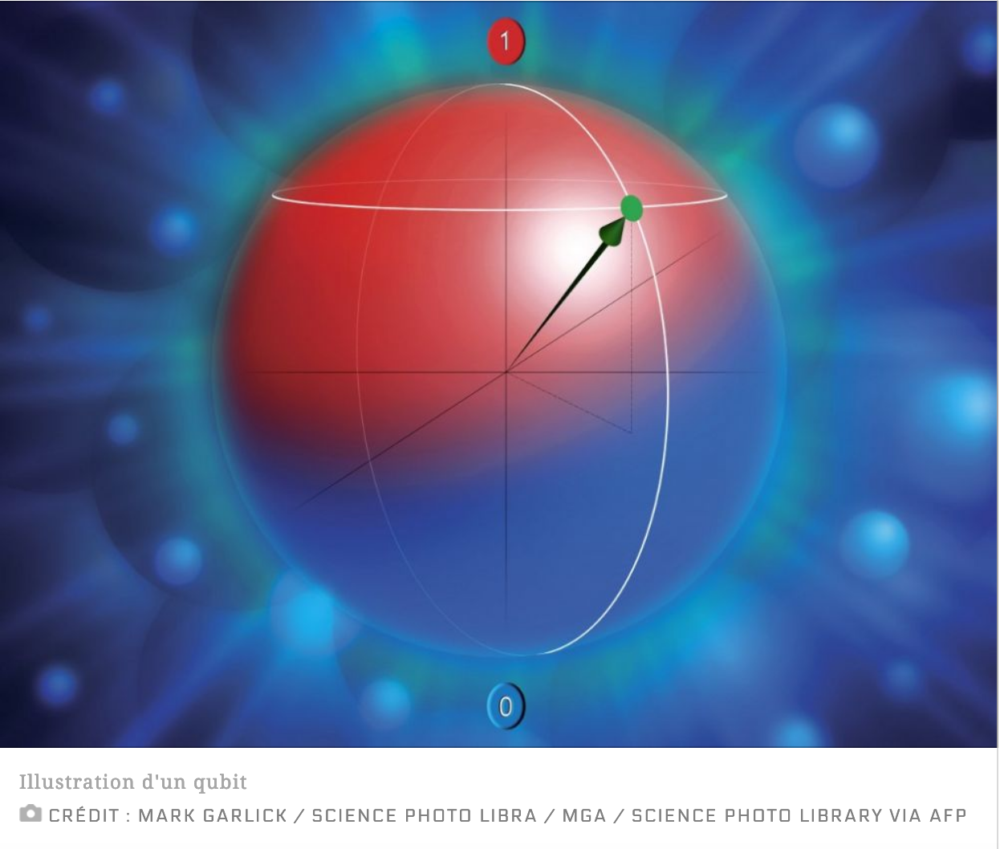 1
0
Illustration d'un qubit
CRÉDIT : MARK GARLICK / SCIENCE PHOTO LIBRA / MGA / SCIENCE PHOTO LIBRARY VIA AFP